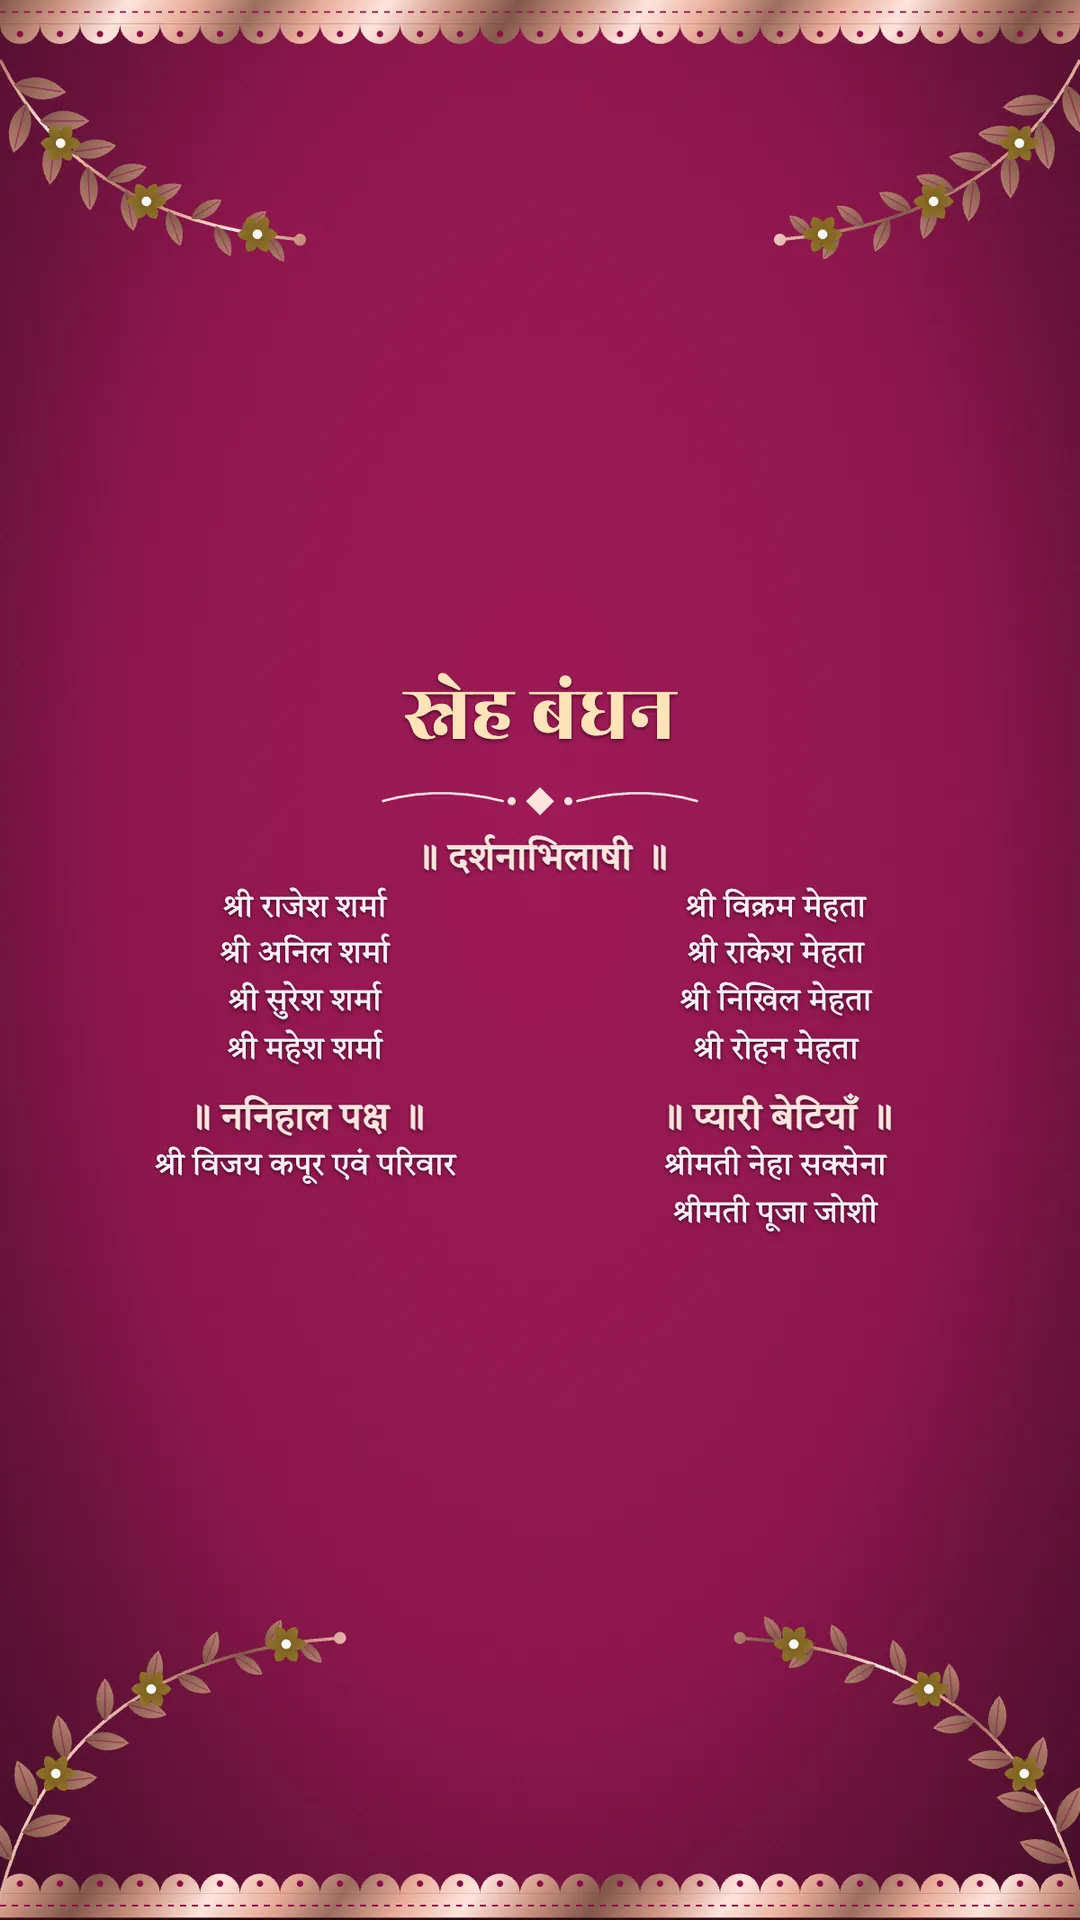 स्नेह बंधन
॥ दर्शनाभिलाषी ॥
श्री राजेश शर्मा
श्री अनिल शर्मा
श्री सुरेश शर्मा
श्री महेश शर्मा
श्री विक्रम मेहता
श्री राकेश मेहता
श्री निखिल मेहता
श्री रोहन मेहता
॥ ननिहाल पक्ष ॥
श्री विजय कपूर एवं परिवार
॥ प्यारी बेटियाँ ॥
श्रीमती नेहा सक्सेना
श्रीमती पूजा जोशी